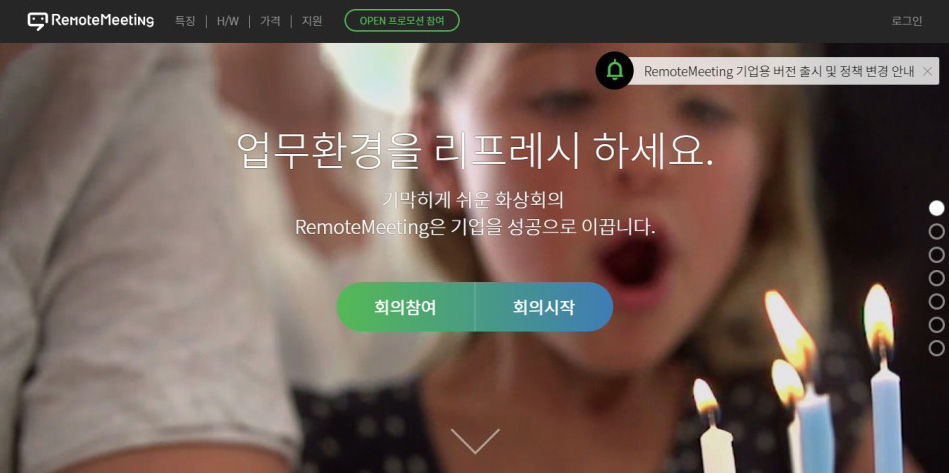 RemoteMeeting 특징 | H/W | 가격 | 지원 OPEN 프로모션 참여 로그인
RemoteMeeting 기업용 버전 출시 및 정책 변경 안내
업무환경을 리프레시 하세요.
기막히게 쉬운 화상회의
RemoteMeeting은 기업을 성공으로 이끕니다.
회의참여 회의시작